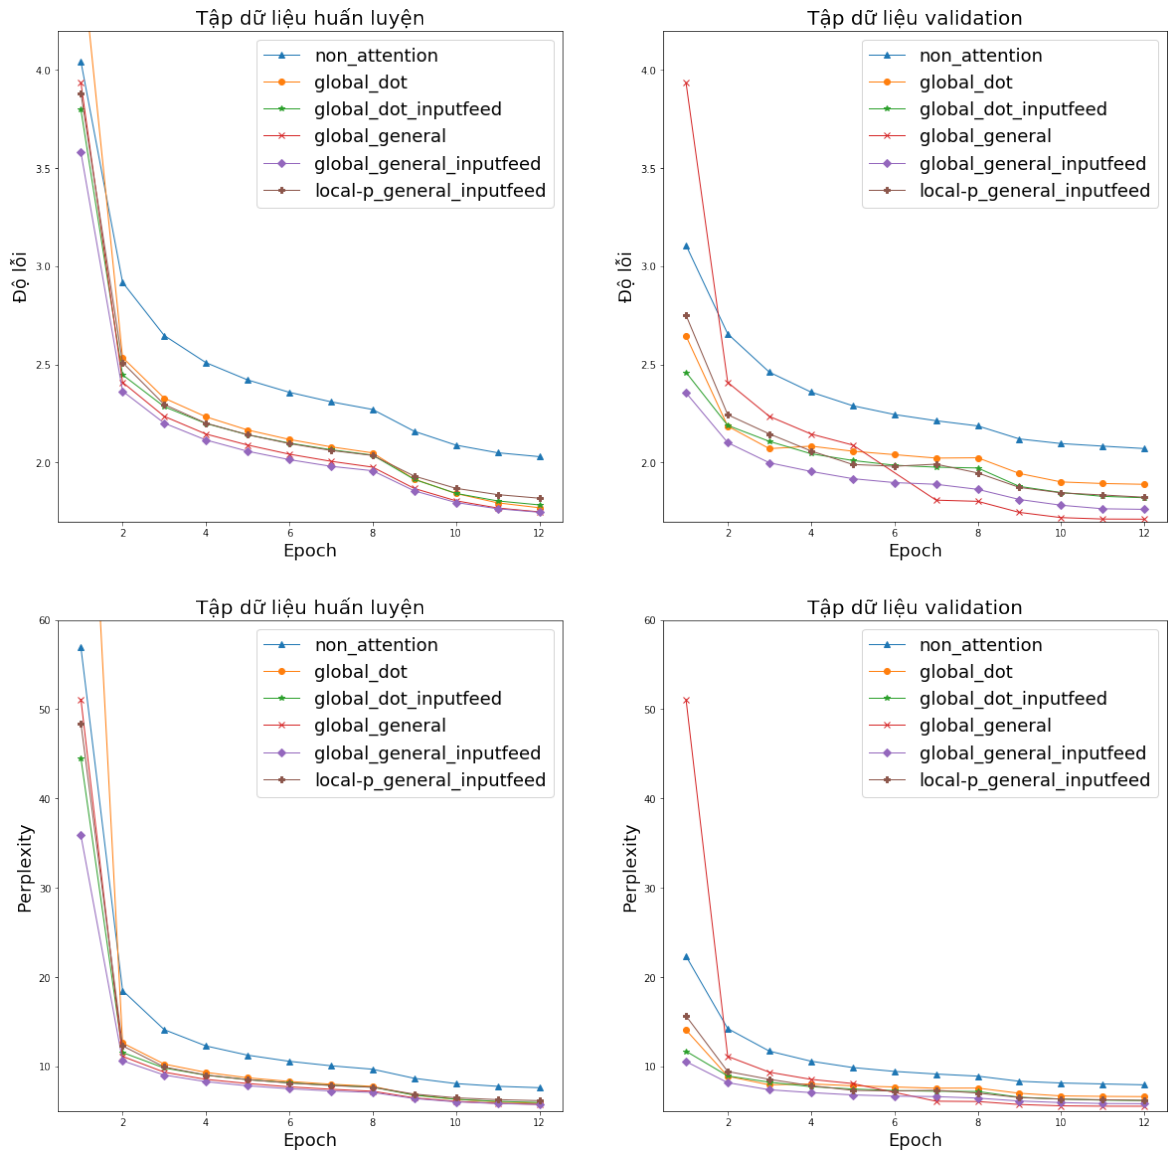 Tập dữ liệu huấn luyện
Độ lỗi
4.0
3.5
3.0
2.5
2.0
non_attention
global_dot
global_dot_inputfeed
global_general
global_general_inputfeed
local-p_general_inputfeed
2 4 6 8 10 12
Epoch
Tập dữ liệu validation
Độ lỗi
4.0
3.5
3.0
2.5
2.0
non_attention
global_dot
global_dot_inputfeed
global_general
global_general_inputfeed
local-p_general_inputfeed
2 4 6 8 10 12
Epoch
Tập dữ liệu huấn luyện
Perplexity
60
50
40
30
20
10
non_attention
global_dot
global_dot_inputfeed
global_general
global_general_inputfeed
local-p_general_inputfeed
2 4 6 8 10 12
Epoch
Tập dữ liệu validation
Perplexity
60
50
40
30
20
10
non_attention
global_dot
global_dot_inputfeed
global_general
global_general_inputfeed
local-p_general_inputfeed
2 4 6 8 10 12
Epoch